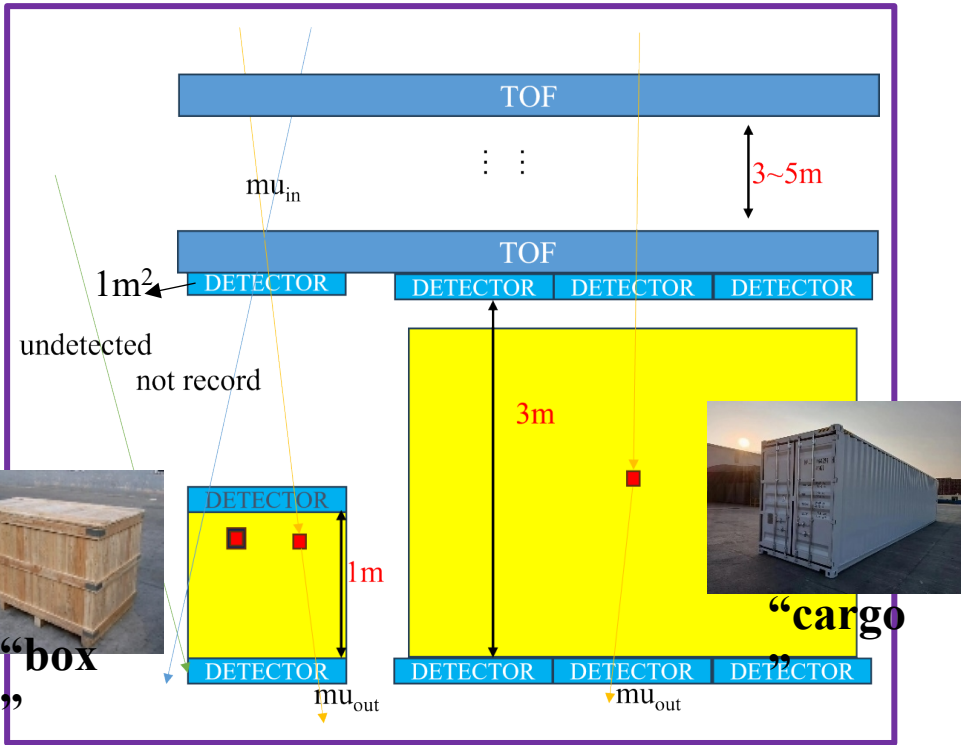 TOF
⋮ ⋮
3~5m
mu_in
TOF
1m²
DETECTOR
DETECTOR DETECTOR DETECTOR
undetected
not record
3m
DETECTOR
1m
“box
”
“cargo
”
DETECTOR
DETECTOR DETECTOR DETECTOR
mu_out
mu_out